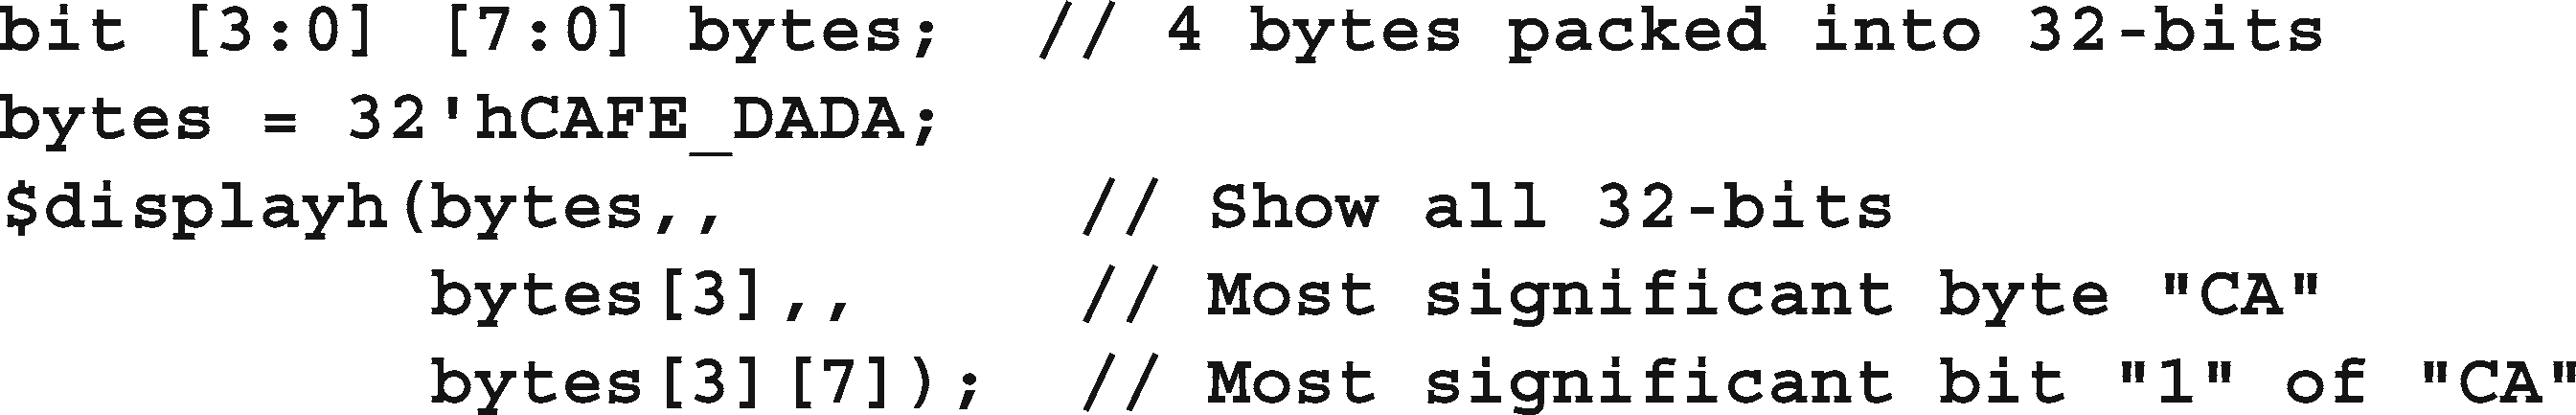 bit [3:0] [7:0] bytes;  // 4 bytes packed into 32-bits
bytes = 32'hCAFE_DADA;
$displayh(bytes,,        // Show all 32-bits
          bytes[3],,     // Most significant byte "CA"
          bytes[3][7]);  // Most significant bit "1" of "CA"